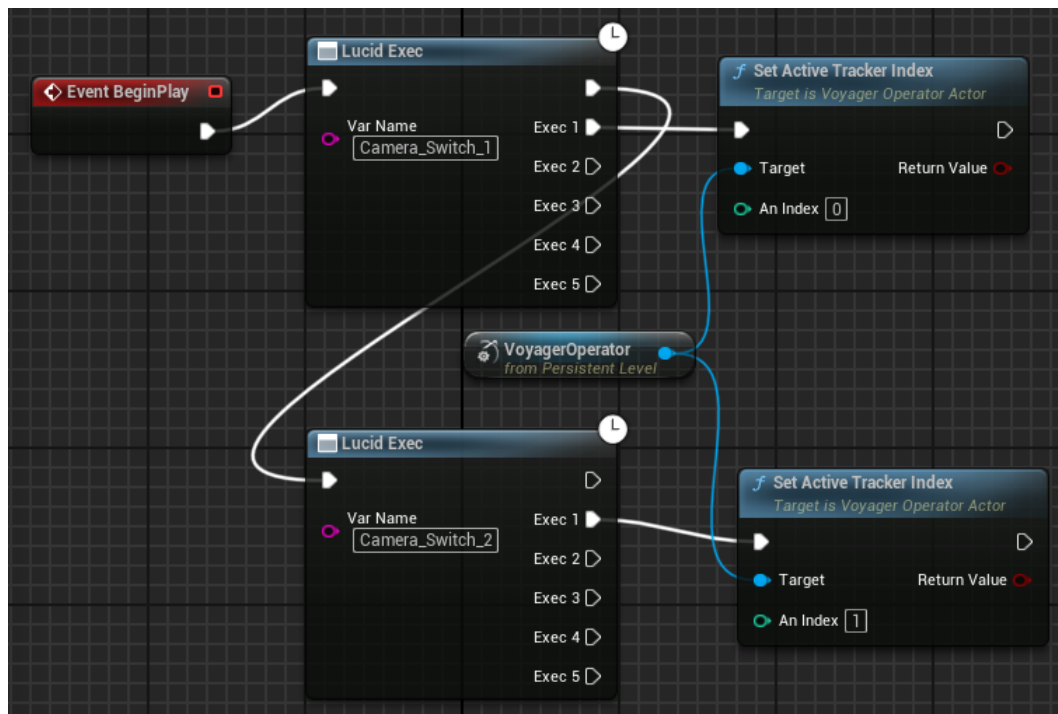 Event BeginPlay
Lucid Exec
Var Name
Camera_Switch_1
Exec 1
Exec 2
Exec 3
Exec 4
Exec 5
Set Active Tracker Index
Target is Voyager Operator Actor
Target
Return Value
An Index 0
VoyagerOperator
from Persistent Level
Lucid Exec
Var Name
Camera_Switch_2
Exec 1
Exec 2
Exec 3
Exec 4
Exec 5
Set Active Tracker Index
Target is Voyager Operator Actor
Target
Return Value
An Index 1